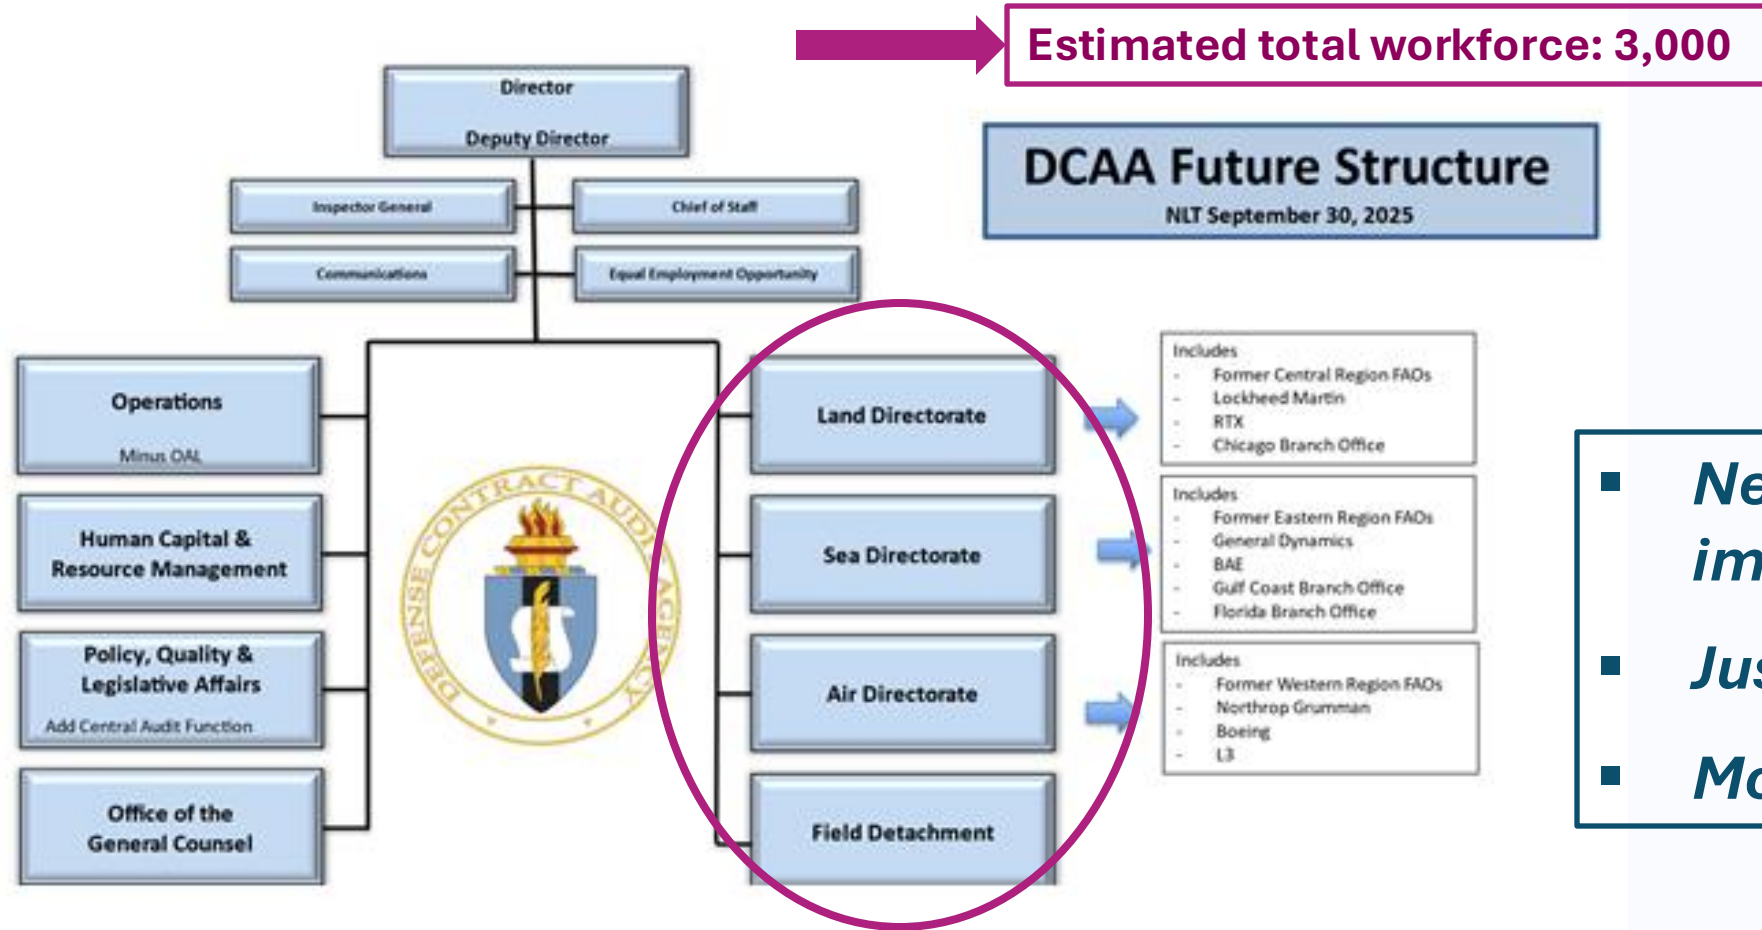 Estimated total workforce: 3,000
DCAA Future Structure
NLT September 30, 2025
Director
Deputy Director
Inspector General
Chief of Staff
Communications
Equal Employment Opportunity
Operations
Minus OAL
Human Capital &
Resource Management
Policy, Quality &
Legislative Affairs
Add Central Audit Function
Office of the
General Counsel
DEFENSE CONTRACT AUDIT AGENCY
Land Directorate
Sea Directorate
Air Directorate
Field Detachment
Includes
- Former Central Region FAOs
- Lockheed Martin
- RTX
- Chicago Branch Office
Includes
- Former Eastern Region FAOs
- General Dynamics
- BAE
- Gulf Coast Branch Office
- Florida Branch Office
Includes
- Former Western Region FAOs
- Northrop Grumman
- Boeing
- L3